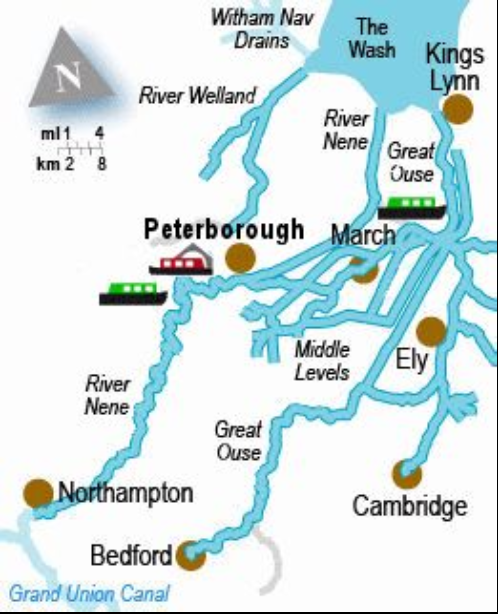 Witham Nav
Drains
The
Wash
Kings
Lynn
N
River Welland
ml 1 4
km 2 8
River
Nene
Great
Ouse
Peterborough
March
Middle
Levels
Ely
River
Nene
Great
Ouse
Northampton
Cambridge
Bedford
Grand Union Canal